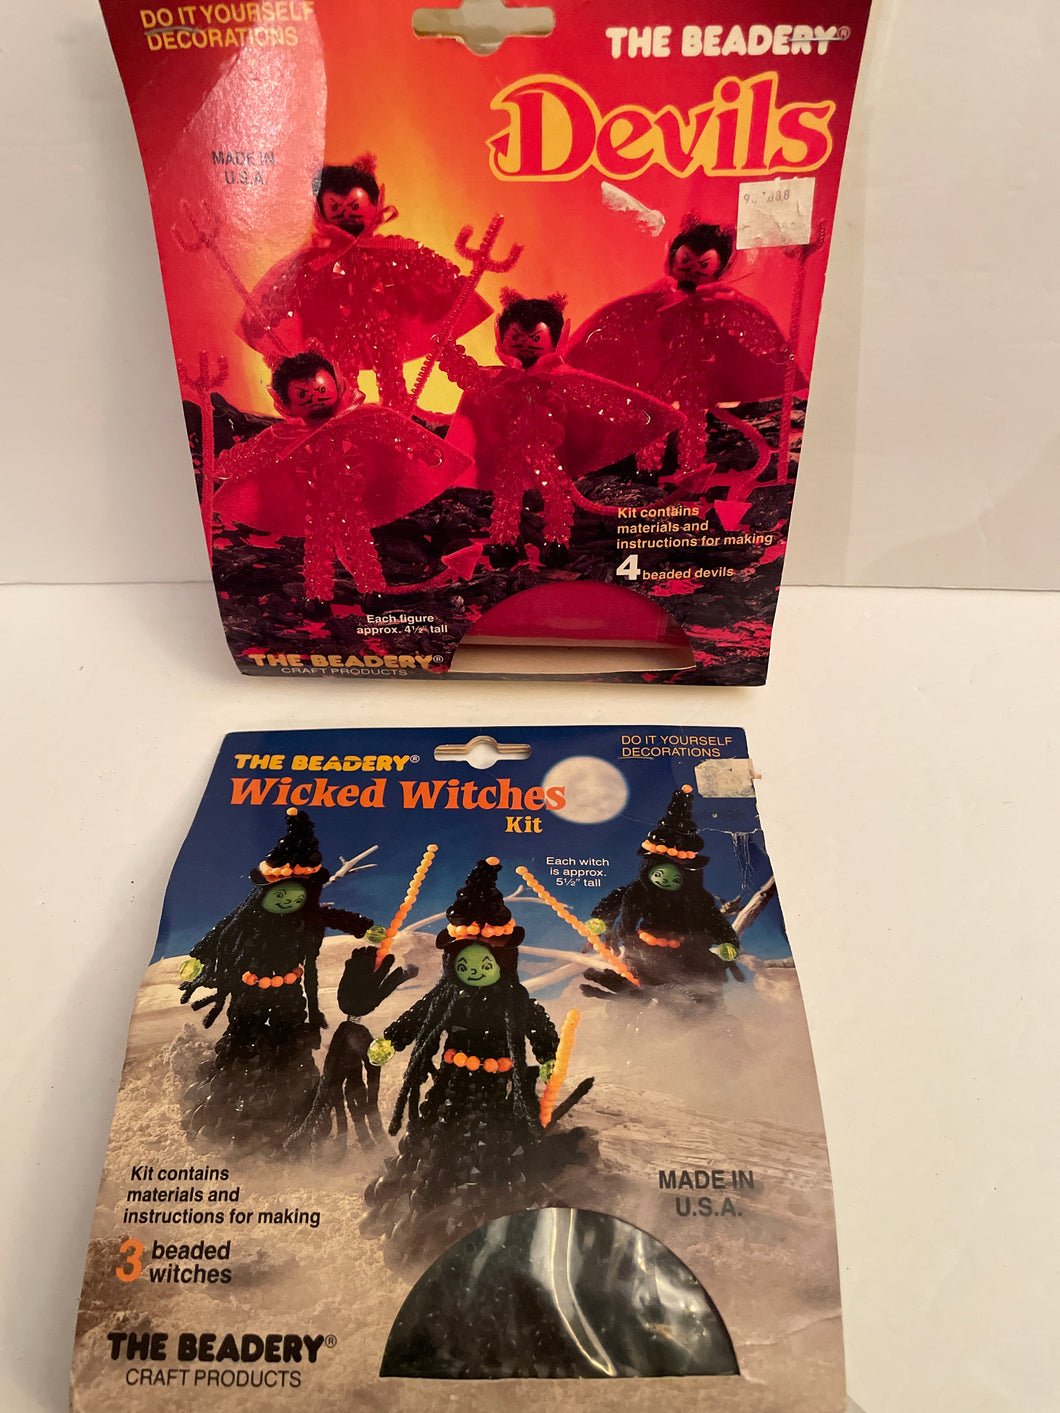 DO IT YOURSELF
DECORATIONS
THE BEADERY®
Devils
MADE IN
U.S.A.
Kit contains
materials and
instructions for making
4 beaded devils
Each figure
approx. 4½" tall
THE BEADERY®
CRAFT PRODUCTS
THE BEADERY®
Wicked Witches
Kit
DO IT YOURSELF
DECORATIONS
Each witch
is approx.
5½" tall
Kit contains
materials and
instructions for making
3 beaded
witches
MADE IN
U.S.A.
THE BEADERY®
CRAFT PRODUCTS